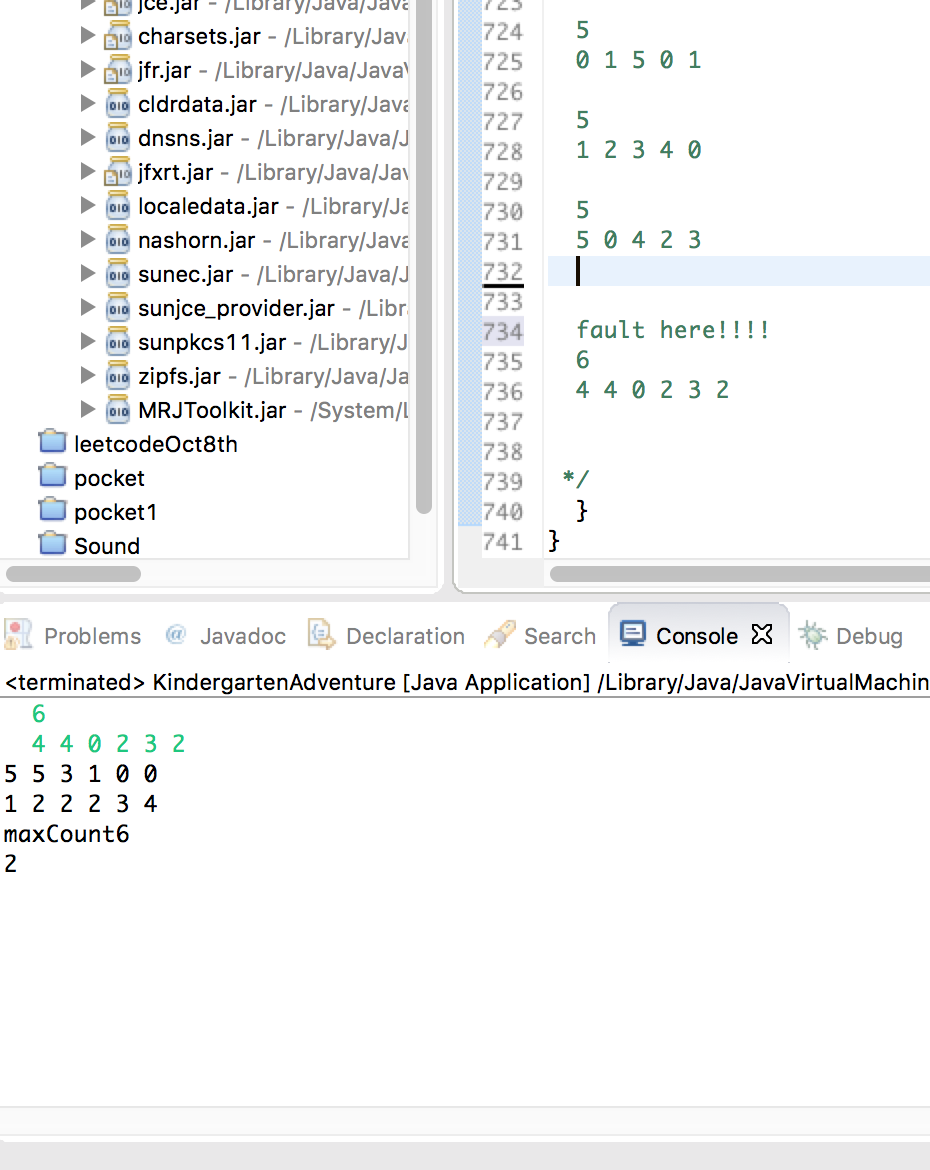 jce.jar - /Library/Java/Java
charsets.jar - /Library/Jav
jfr.jar - /Library/Java/Java
cldrdata.jar - /Library/Java
dnsns.jar - /Library/Java/J
jfxrt.jar - /Library/Java/Jav
localedata.jar - /Library/Ja
nashorn.jar - /Library/Java
sunec.jar - /Library/Java/J
sunjce_provider.jar - /Libr
sunpkcs11.jar - /Library/J
zipfs.jar - /Library/Java/Ja
MRJToolkit.jar - /System/L
leetcodeOct8th
pocket
pocket1
Sound
723
724 5
725 0 1 5 0 1
726
727 5
728 1 2 3 4 0
729
730 5
731 5 0 4 2 3
732
733
734 fault here!!!!
735 6
736 4 4 0 2 3 2
737
738
739 */
740 }
741 }
Problems @ Javadoc Declaration Search Console Debug
<terminated> KindergartenAdventure [Java Application] /Library/Java/JavaVirtualMachin
6
4 4 0 2 3 2
5 5 3 1 0 0
1 2 2 2 3 4
maxCount6
2